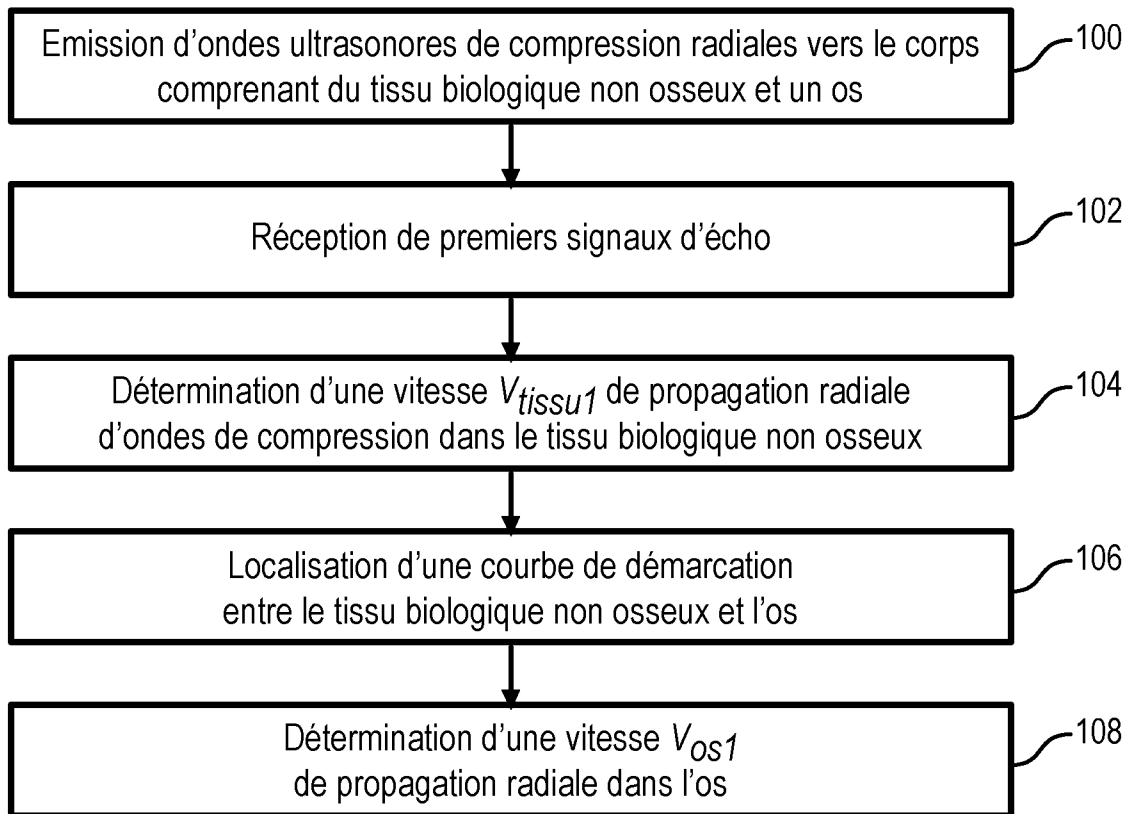 Emission d'ondes ultrasonores de compression radiales vers le corps
comprenant du tissu biologique non osseux et un os
100
Réception de premiers signaux d'écho
102
Détermination d'une vitesse Vtissu1 de propagation radiale
d'ondes de compression dans le tissu biologique non osseux
104
Localisation d'une courbe de démarcation
entre le tissu biologique non osseux et l'os
106
Détermination d'une vitesse Vos1
de propagation radiale dans l'os
108